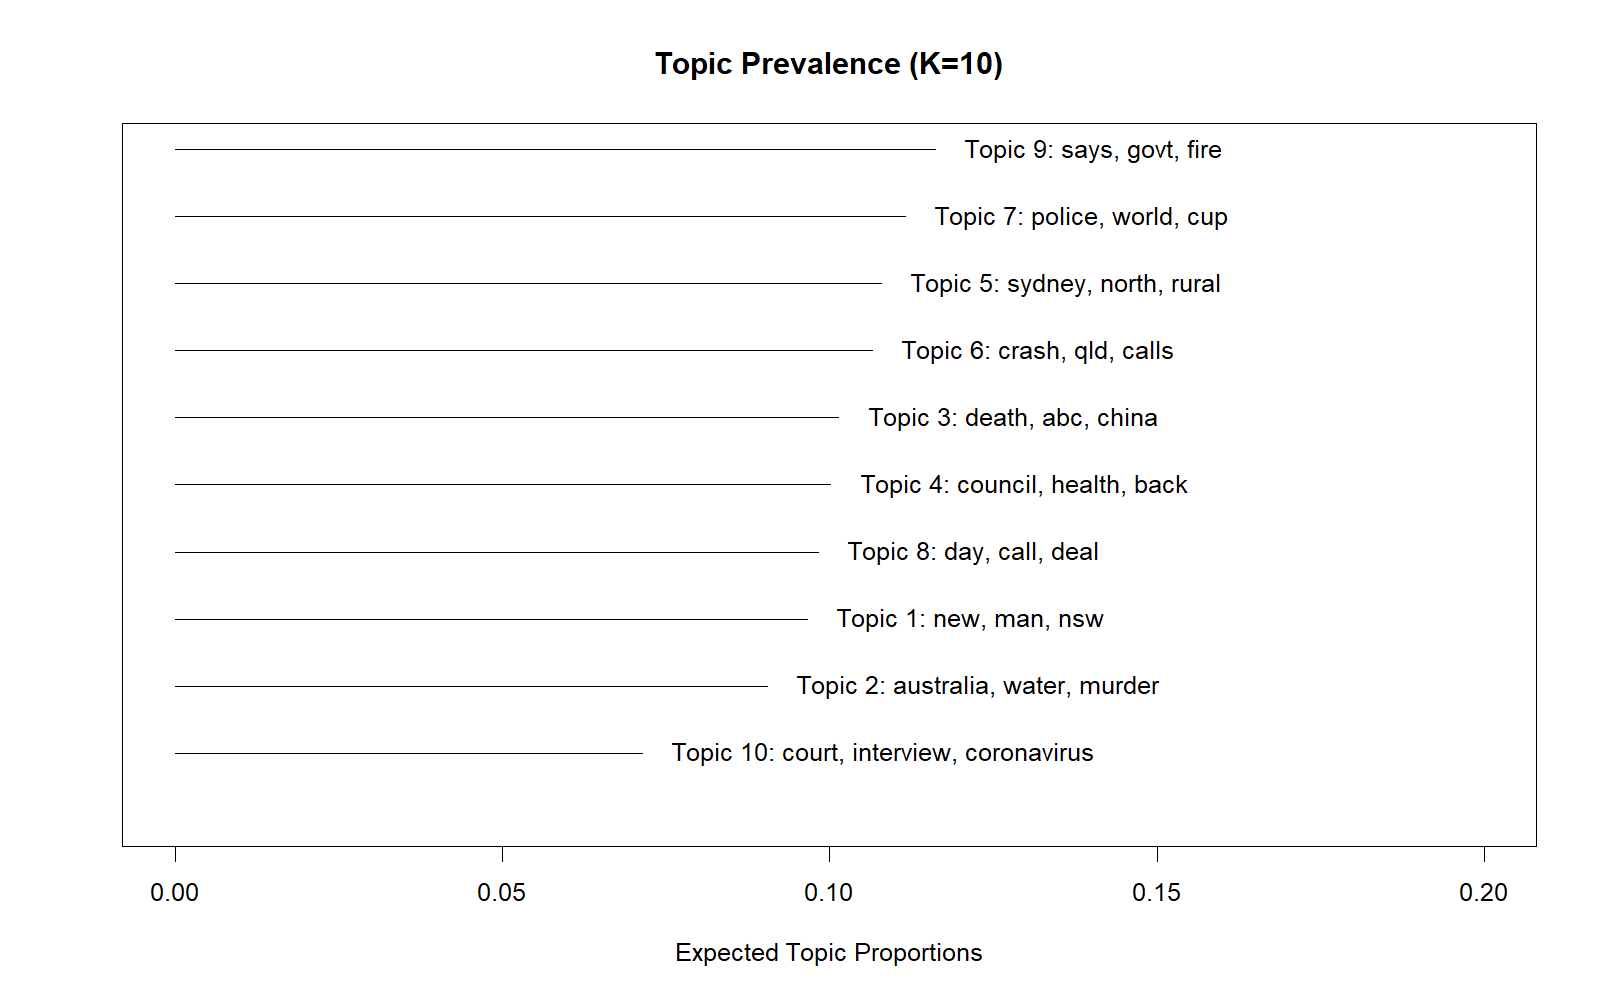 Topic Prevalence (K=10)
Topic 9: says, govt, fire
Topic 7: police, world, cup
Topic 5: sydney, north, rural
Topic 6: crash, qld, calls
Topic 3: death, abc, china
Topic 4: council, health, back
Topic 8: day, call, deal
Topic 1: new, man, nsw
Topic 2: australia, water, murder
Topic 10: court, interview, coronavirus
0.00 0.05 0.10 0.15 0.20
Expected Topic Proportions